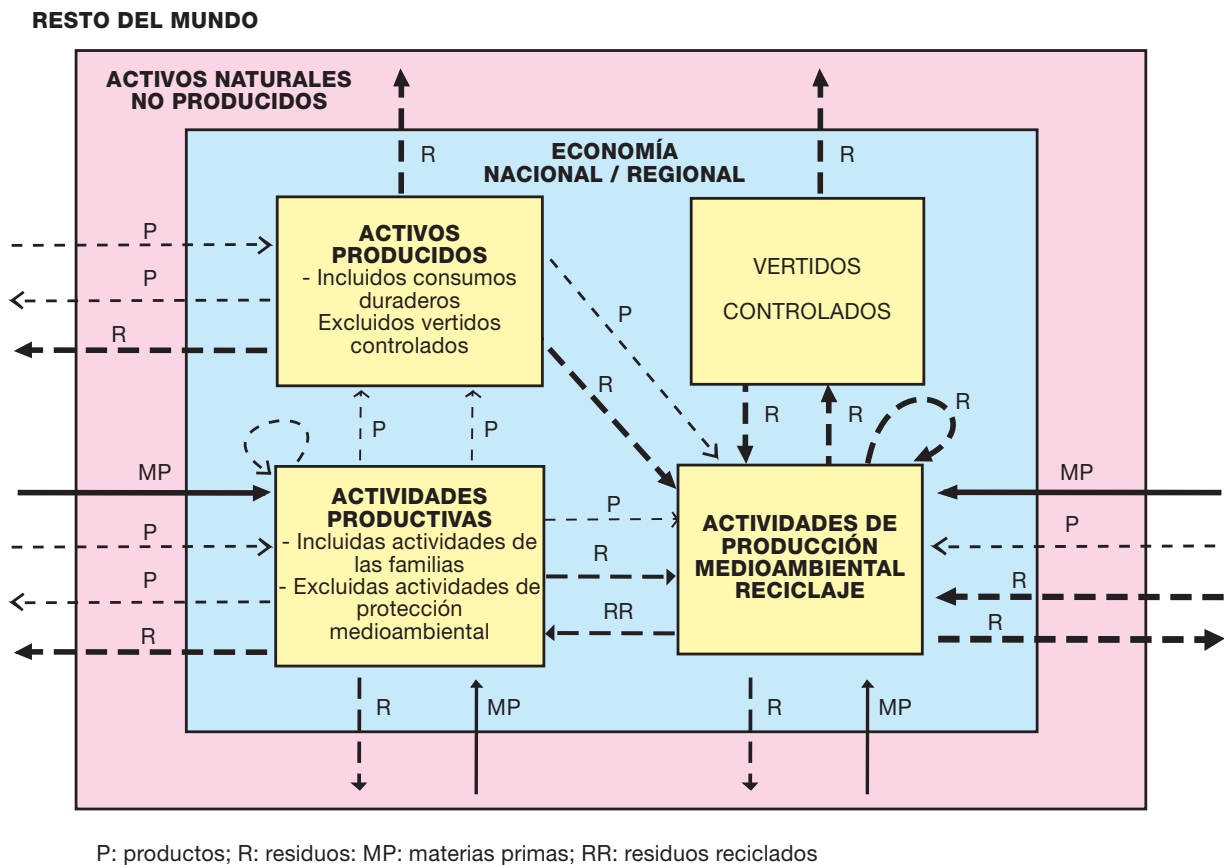 RESTO DEL MUNDO
ACTIVOS NATURALES
NO PRODUCIDOS
R
R
ECONOMÍA
NACIONAL / REGIONAL
P
P
R
ACTIVOS
PRODUCIDOS
- Incluidos consumos
duraderos
Excluidos vertidos
controlados
VERTIDOS
CONTROLADOS
P
R
P
P
R
R
R
MP
P
P
R
ACTIVIDADES
PRODUCTIVAS
- Incluidas actividades de
las familias
- Excluidas actividades de
protección
medioambiental
P
R
RR
ACTIVIDADES DE
PRODUCCIÓN
MEDIOAMBIENTAL
RECICLAJE
MP
P
R
R
R
MP
R
MP
P: productos; R: residuos: MP: materias primas; RR: residuos reciclados